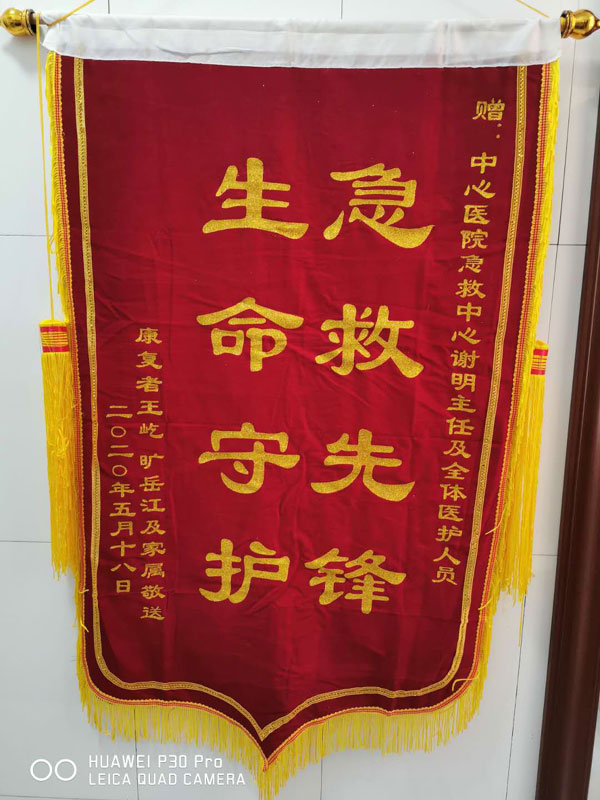 赠：中心医院急救中心谢明主任及全体医护人员
急救先锋
生命守护
康复者王屹 旷岳江及家属敬送
二〇二〇年五月十八日
HUAWEI P30 Pro
LEICA QUAD CAMERA